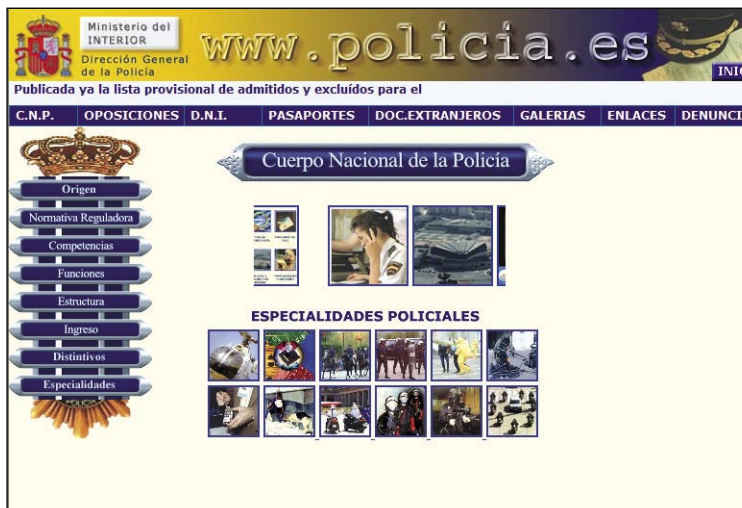 Ministerio del
INTERIOR
Dirección General
de la Policía
www.policia.es
Publicada ya la lista provisional de admitidos y excluídos para el
C.N.P. OPOSICIONES D.N.I. PASAPORTES DOC.EXTRANJEROS GALERIAS ENLACES
Cuerpo Nacional de la Policía
Origen
Normativa Reguladora
Competencias
Funciones
Estructura
Ingreso
Distintivos
Especialidades
POLICIA
ESPECIALIDADES POLICIALES